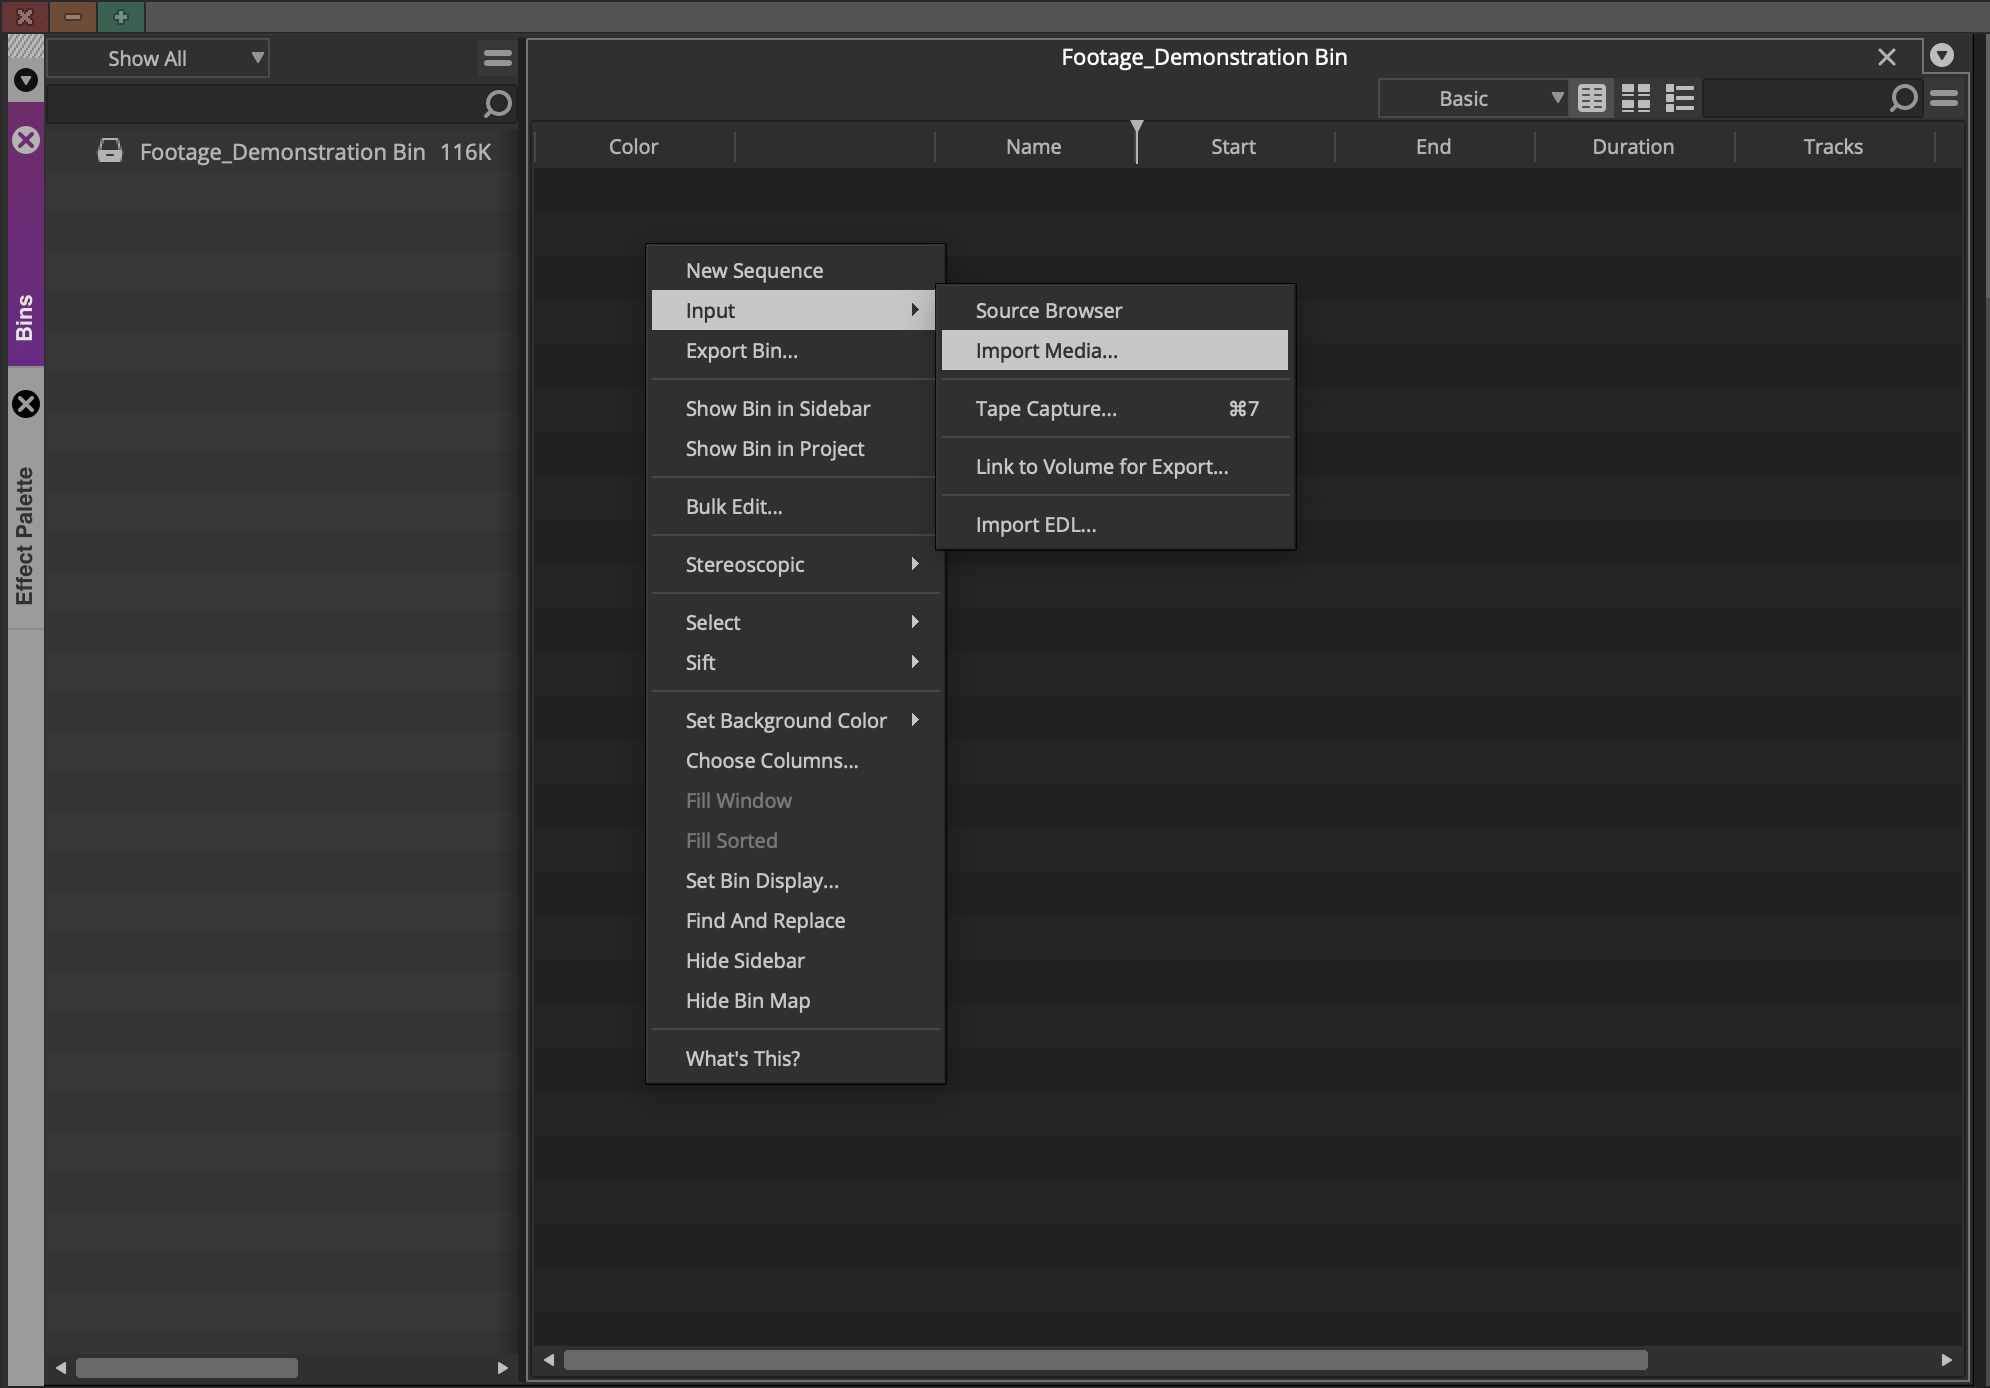 Show All
Footage_Demonstration Bin 116K
Bins
Effect Palette
Footage_Demonstration Bin
Basic
Color Name Start End Duration Tracks
New Sequence
Input
Export Bin...
Show Bin in Sidebar
Show Bin in Project
Bulk Edit...
Stereoscopic
Select
Sift
Set Background Color
Choose Columns...
Fill Window
Fill Sorted
Set Bin Display...
Find And Replace
Hide Sidebar
Hide Bin Map
What's This?
Source Browser
Import Media...
Tape Capture... ⌘7
Link to Volume for Export...
Import EDL...